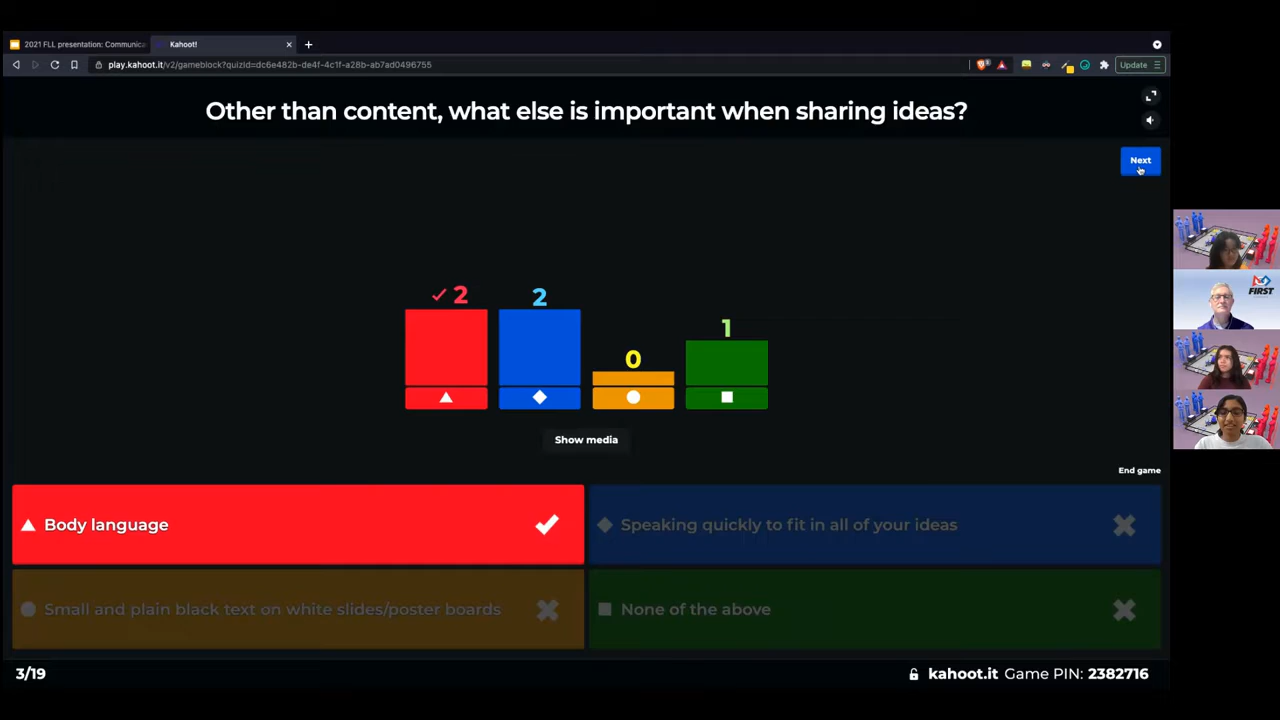 2021 FLL presentation: Communica
Kahoot!
play.kahoot.it/v2/gameblock?quizId=dc6e482b-de4f-4c1f-a28b-ab7ad0496755
Update
Other than content, what else is important when sharing ideas?
Next
2
2
0
1
FIRST
Show media
End game
Body language
Speaking quickly to fit in all of your ideas
Small and plain black text on white slides/poster boards
None of the above
3/19
kahoot.it Game PIN: 2382716